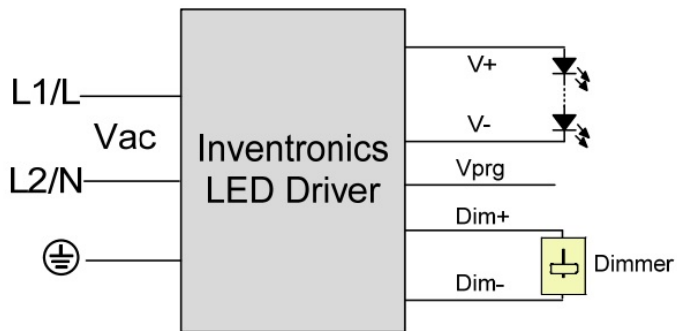 L1/L
Vac
L2/N
Inventronics
LED Driver
V+
V-
Vprg
Dim+
Dim-
Dimmer